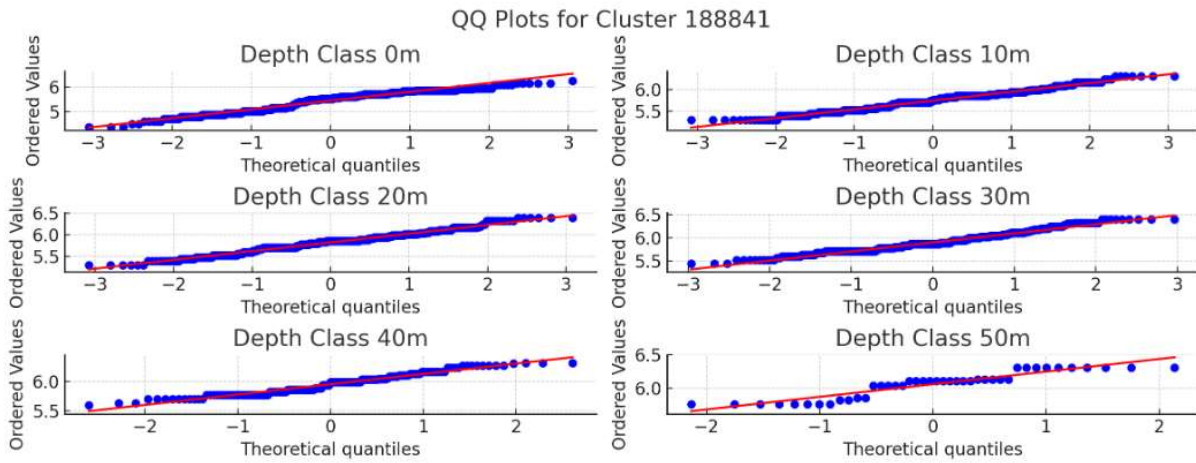 QQ Plots for Cluster 188841
Depth Class 0m
Ordered Values
6
5
−3 −2 −1 0 1 2 3
Theoretical quantiles
Depth Class 10m
Ordered Values
6.0
5.5
−3 −2 −1 0 1 2 3
Theoretical quantiles
Depth Class 20m
Ordered Values
6.5
6.0
5.5
−3 −2 −1 0 1 2 3
Theoretical quantiles
Depth Class 30m
Ordered Values
6.5
6.0
5.5
−3 −2 −1 0 1 2 3
Theoretical quantiles
Depth Class 40m
Ordered Values
6.0
5.5
−2 −1 0 1 2
Theoretical quantiles
Depth Class 50m
Ordered Values
6.5
6.0
−2 −1 0 1 2
Theoretical quantiles